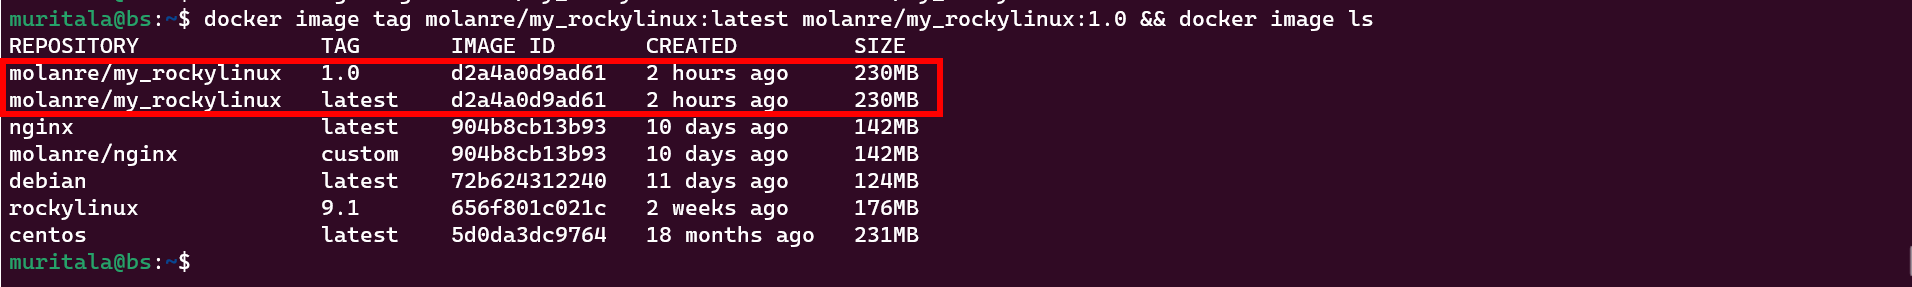 muritala@bs:~$ docker image tag molanre/my_rockylinux:latest molanre/my_rockylinux:1.0 && docker image ls
REPOSITORY TAG IMAGE ID CREATED SIZE
molanre/my_rockylinux 1.0 d2a4a0d9ad61 2 hours ago 230MB
molanre/my_rockylinux latest d2a4a0d9ad61 2 hours ago 230MB
nginx latest 904b8cb13b93 10 days ago 142MB
molanre/nginx custom 904b8cb13b93 10 days ago 142MB
debian latest 72b624312240 11 days ago 124MB
rockylinux 9.1 656f801c021c 2 weeks ago 176MB
centos latest 5d0da3dc9764 18 months ago 231MB
muritala@bs:~$